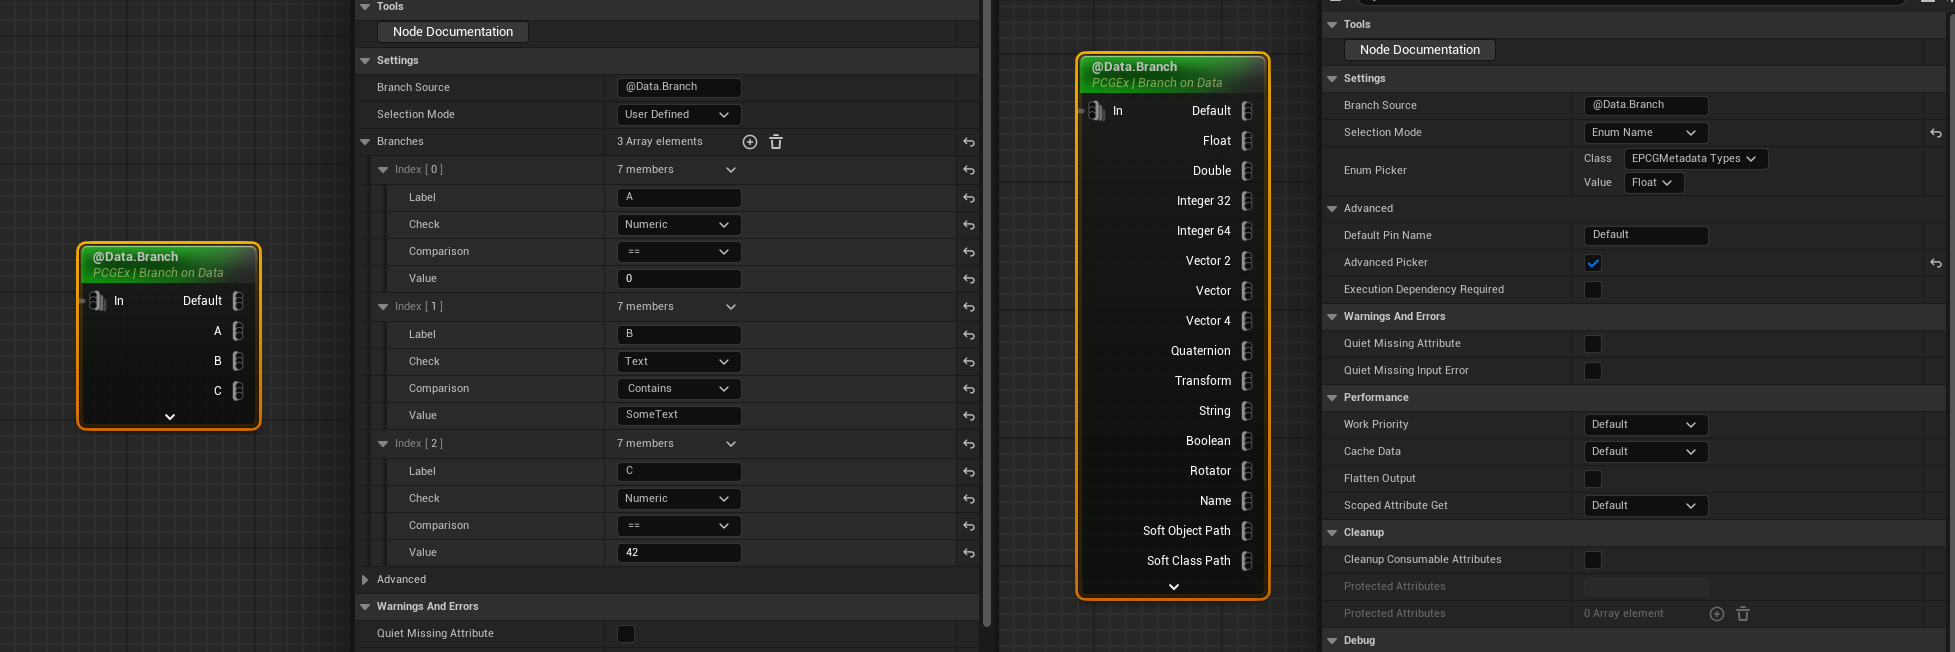 @Data.Branch
PCGEx | Branch on Data
In Default
A
B
C
Tools
Node Documentation
Settings
Branch Source @Data.Branch
Selection Mode User Defined
Branches 3 Array elements
Index [ 0 ] 7 members
Label A
Check Numeric
Comparison ==
Value 0
Index [ 1 ] 7 members
Label B
Check Text
Comparison Contains
Value SomeText
Index [ 2 ] 7 members
Label C
Check Numeric
Comparison ==
Value 42
Advanced
Warnings And Errors
Quiet Missing Attribute
@Data.Branch
PCGEx | Branch on Data
In Default
Float
Double
Integer 32
Integer 64
Vector 2
Vector
Vector 4
Quaternion
Transform
String
Boolean
Rotator
Name
Soft Object Path
Soft Class Path
Tools
Node Documentation
Settings
Branch Source @Data.Branch
Selection Mode Enum Name
Enum Picker
Class EPCGMetadata Types
Value Float
Advanced
Default Pin Name Default
Advanced Picker
Execution Dependency Required
Warnings And Errors
Quiet Missing Attribute
Quiet Missing Input Error
Performance
Work Priority Default
Cache Data Default
Flatten Output
Scoped Attribute Get Default
Cleanup
Cleanup Consumable Attributes
Protected Attributes
Protected Attributes 0 Array element
Debug